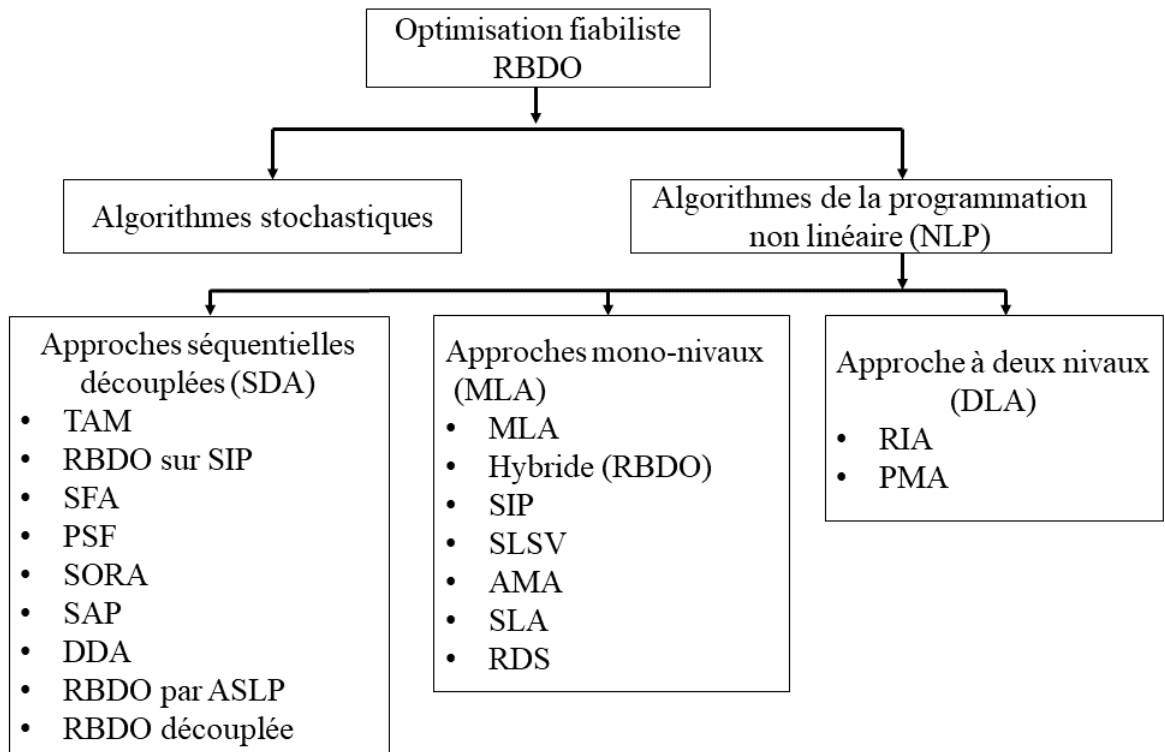 Optimisation fiabiliste
RBDO
Algorithmes stochastiques
Algorithmes de la programmation
non linéaire (NLP)
Approches séquentielles
découplées (SDA)
• TAM
• RBDO sur SIP
• SFA
• PSF
• SORA
• SAP
• DDA
• RBDO par ASLP
• RBDO découplée
Approches mono-nivaux
(MLA)
• MLA
• Hybride (RBDO)
• SIP
• SLSV
• AMA
• SLA
• RDS
Approche à deux nivaux
(DLA)
• RIA
• PMA